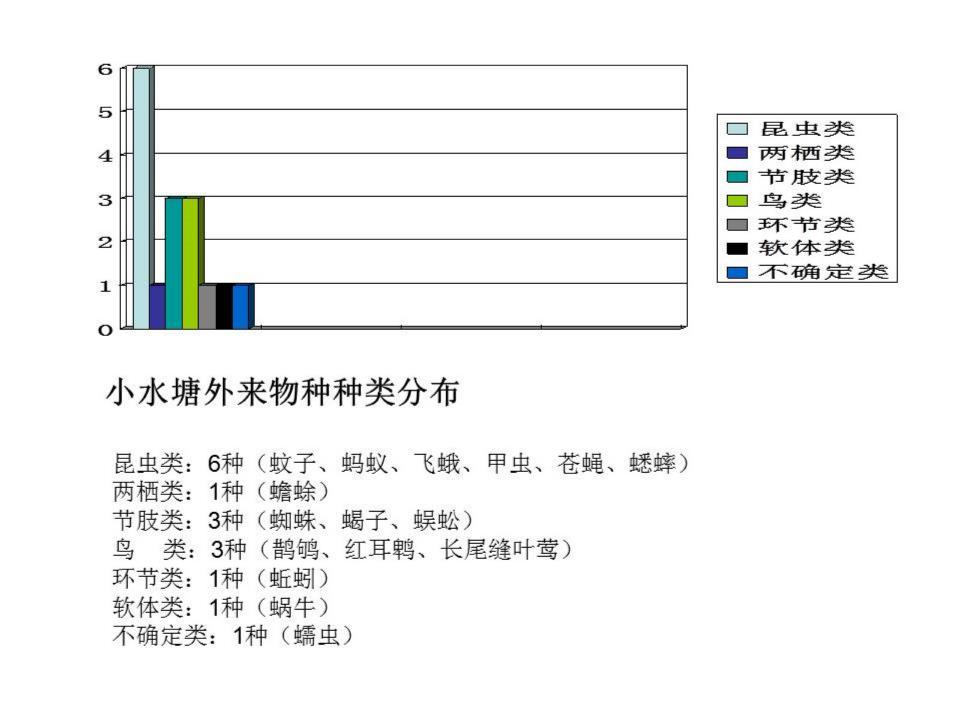 6
5
4
3
2
1
0
昆虫类
两栖类
节肢类
鸟类
环节类
软体类
不确定类
小水塘外来物种种类分布
昆虫类：6种（蚊子、蚂蚁、飞蛾、甲虫、苍蝇、蟋蟀）
两栖类：1种（蟾蜍）
节肢类：3种（蜘蛛、蝎子、蜈蚣）
鸟　类：3种（鹊鸲、红耳鹎、长尾缝叶莺）
环节类：1种（蚯蚓）
软体类：1种（蜗牛）
不确定类：1种（蠕虫）